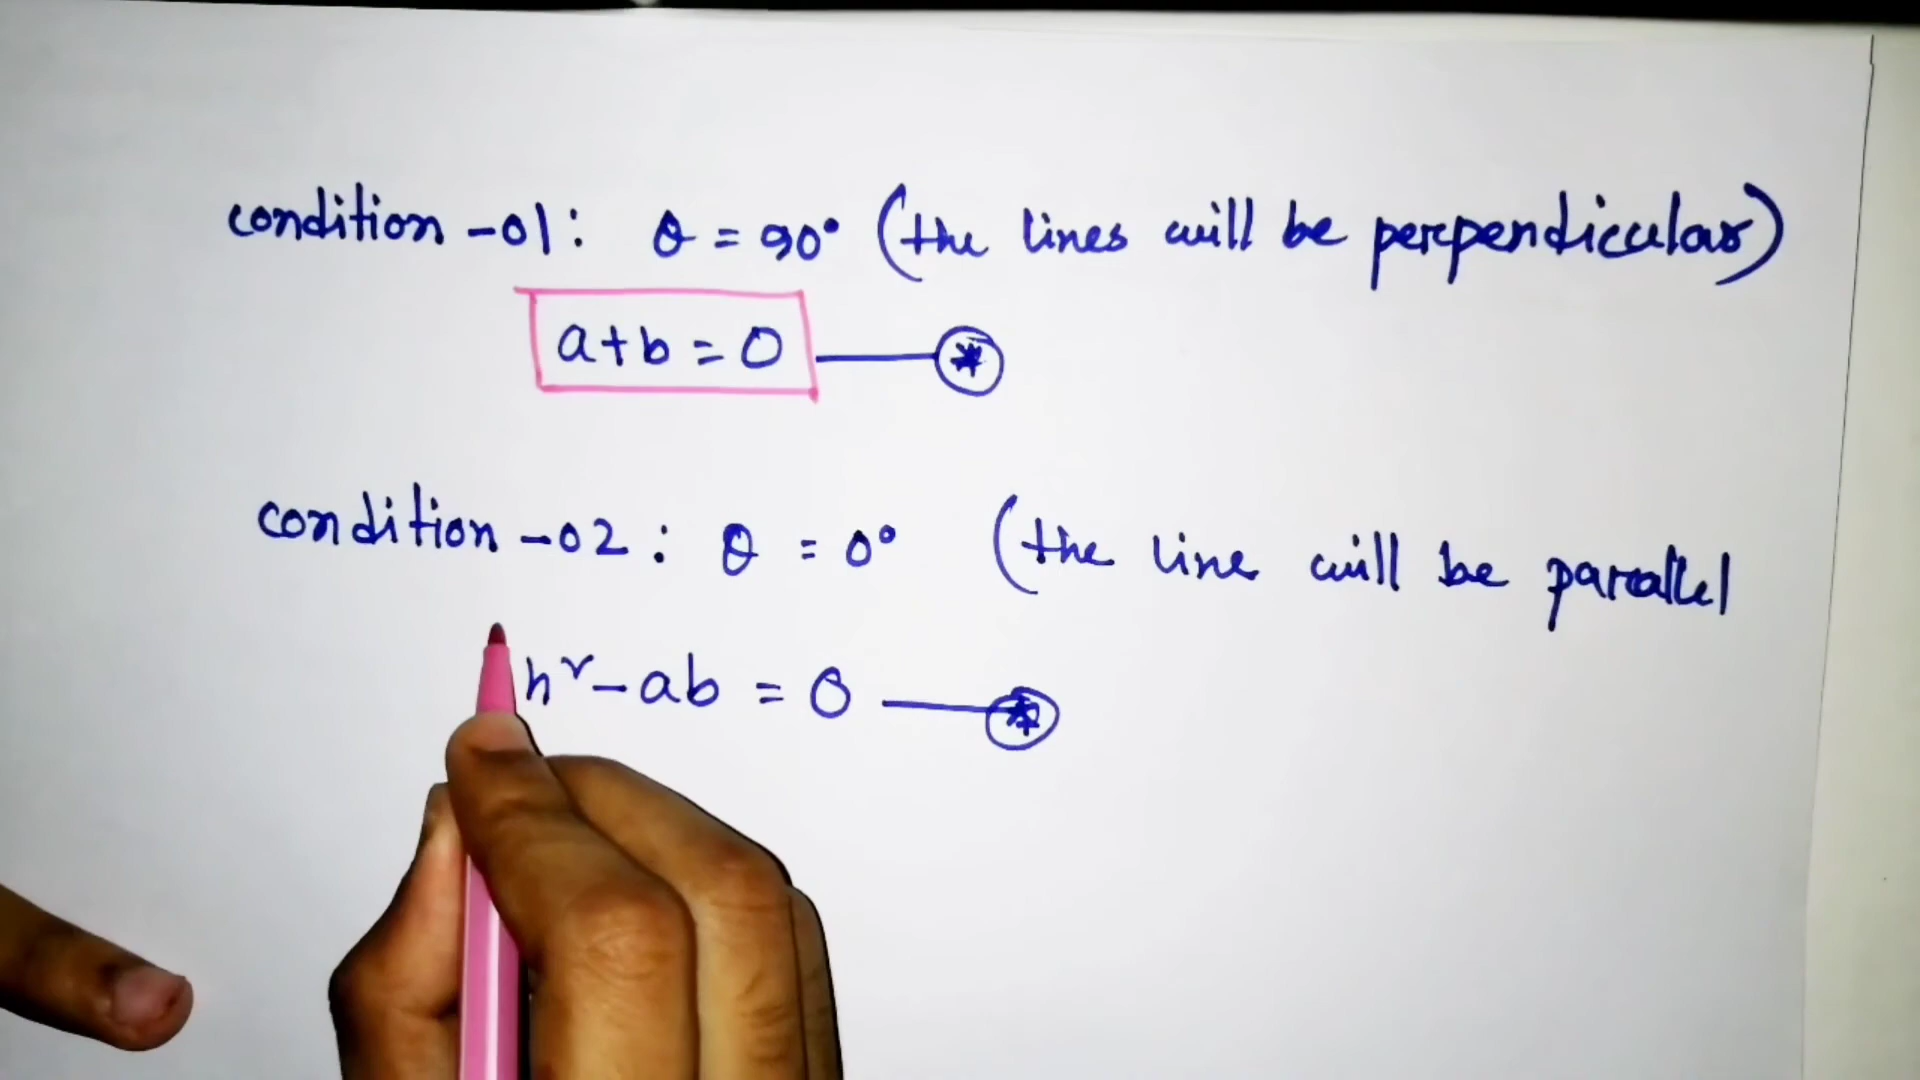 condition -01: θ = 90° (the lines will be perpendicular)
a+b = 0 —— *
condition -02: θ = 0° (the line will be parallel
h² - ab = 0 —— *